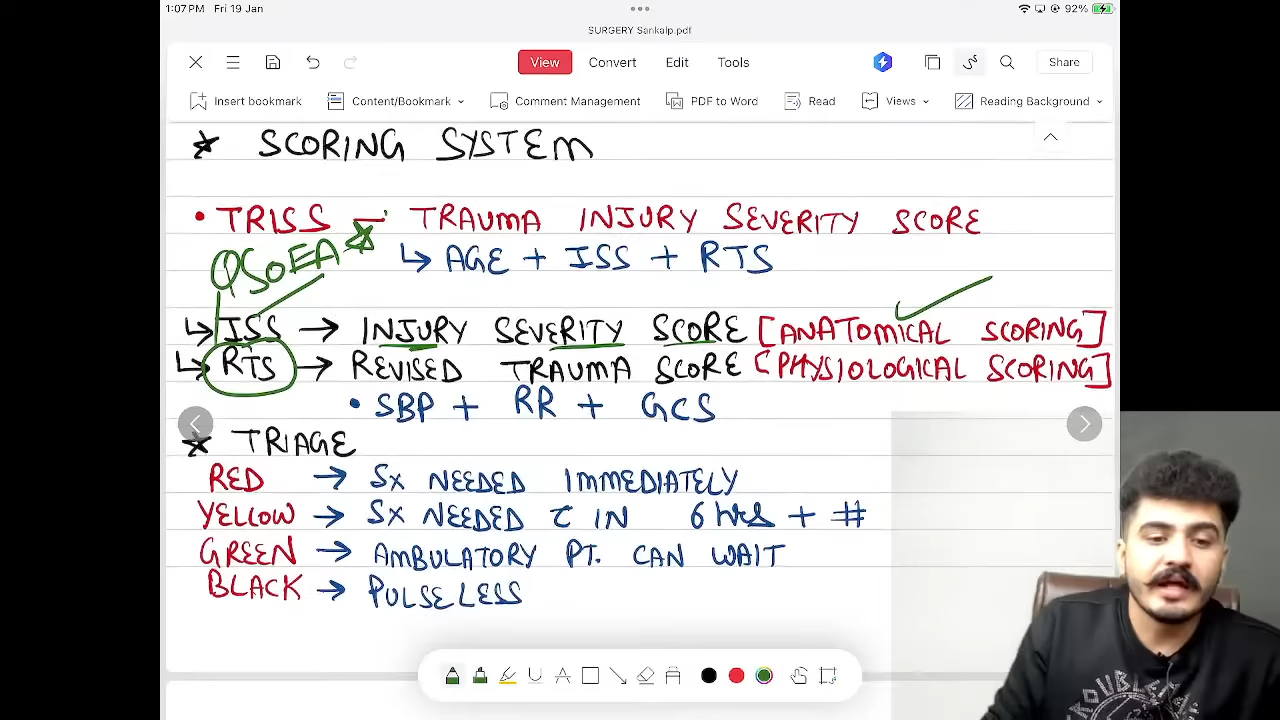 1:07 PM Fri 19 Jan 92%
SURGERY Sankalp.pdf
View Convert Edit Tools Share
Insert bookmark Content/Bookmark Comment Management PDF to Word Read Views Reading Background
★ SCORING SYSTEM
• TRISS – TRAUMA INJURY SEVERITY SCORE
QSOFA ☆ ↳ AGE + ISS + RTS
↳ ISS → INJURY SEVERITY SCORE [ANATOMICAL SCORING]
↳ RTS → REVISED TRAUMA SCORE [PHYSIOLOGICAL SCORING]
• SBP + RR + GCS
★ TRIAGE
RED → Sx NEEDED IMMEDIATELY
YELLOW → Sx NEEDED c̄ IN 6 hrs + #
GREEN → AMBULATORY PT. CAN WAIT
BLACK → PULSELESS